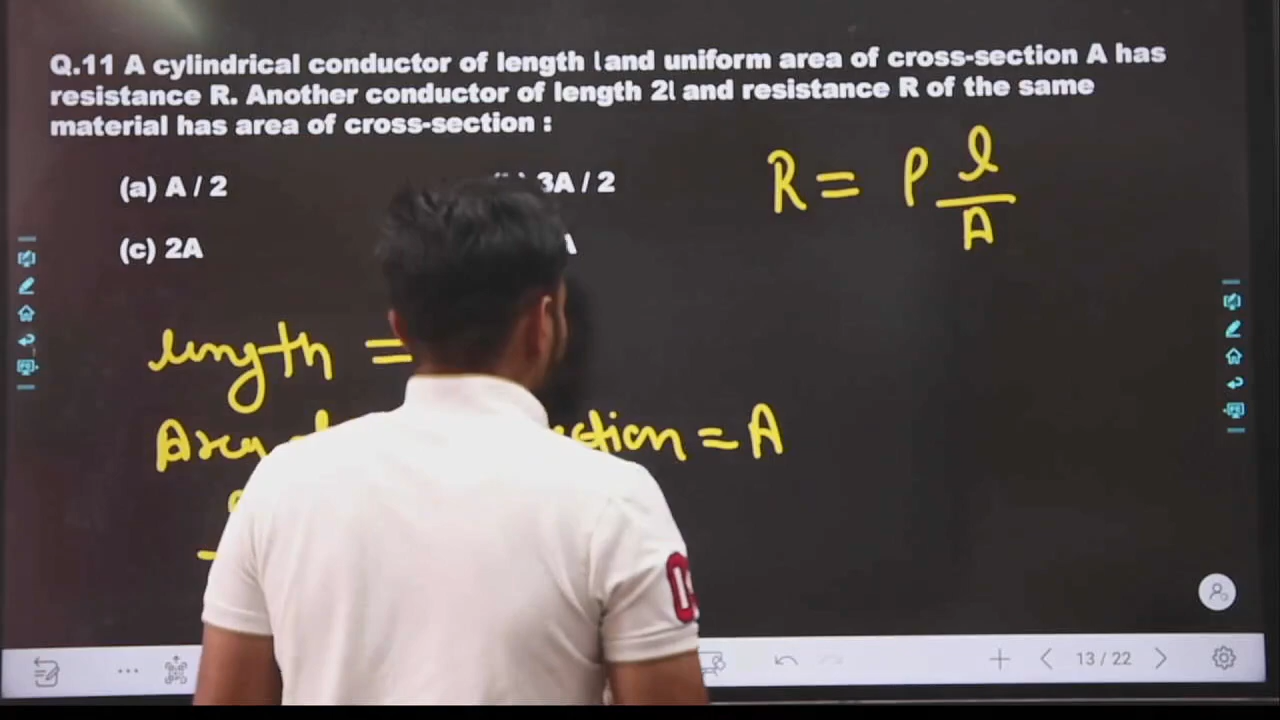 Q.11 A cylindrical conductor of length l and uniform area of cross-section A has
resistance R. Another conductor of length 2l and resistance R of the same
material has area of cross-section :
(a) A / 2
3A / 2
(c) 2A
R = ρ l / A
length =
Area = A
13 / 22